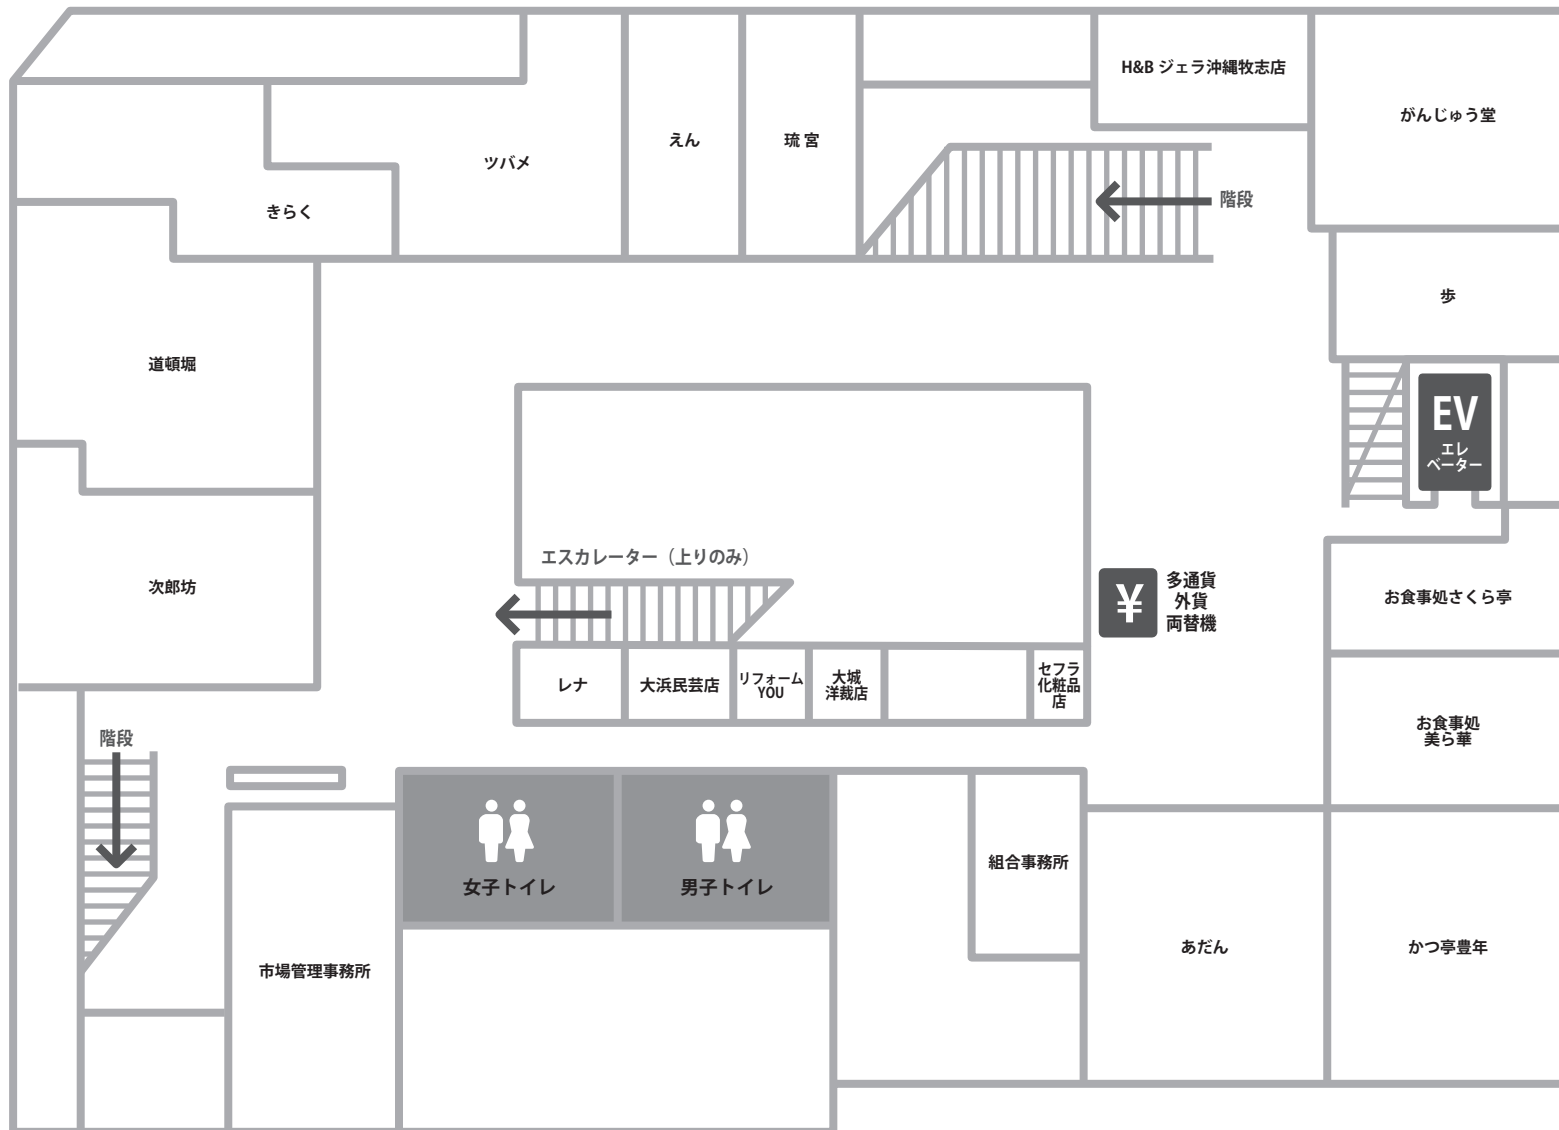 H&B ジェラ沖縄牧志店
がんじゅう堂
えん
琉 宮
ツバメ
きらく
階段
歩
道頓堀
EV
エレ
ベーター
エスカレーター（上りのみ）
次郎坊
¥
多通貨
外貨
両替機
お食事処さくら亭
レナ
大浜民芸店
リフォーム
YOU
大城
洋裁店
セフラ
化粧品
店
お食事処
美ら華
階段
女子トイレ
男子トイレ
組合事務所
あだん
かつ亭豊年
市場管理事務所